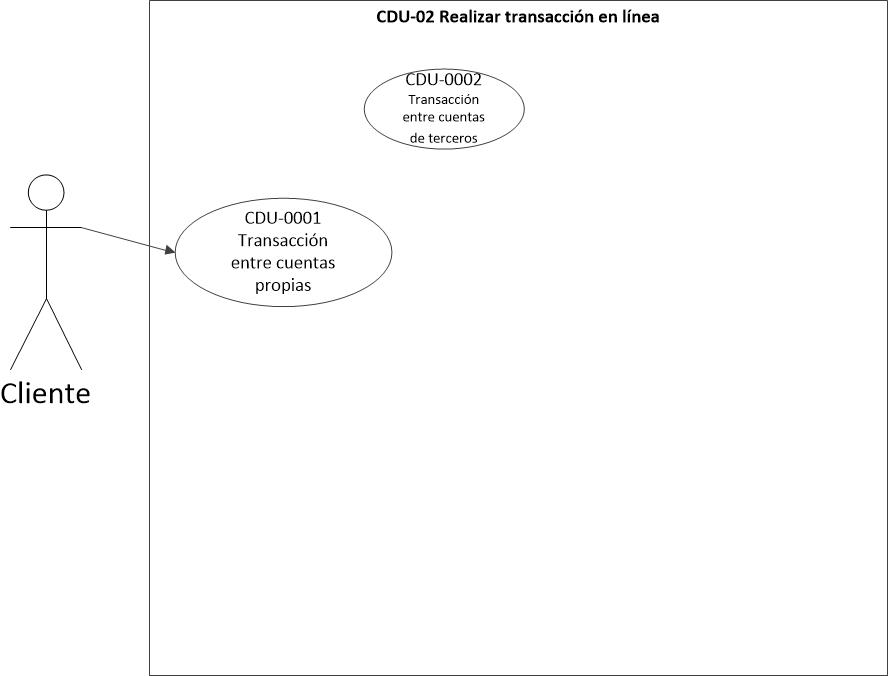 CDU-02 Realizar transacción en línea
CDU-0002
Transacción
entre cuentas
de terceros
CDU-0001
Transacción
entre cuentas
propias
Cliente